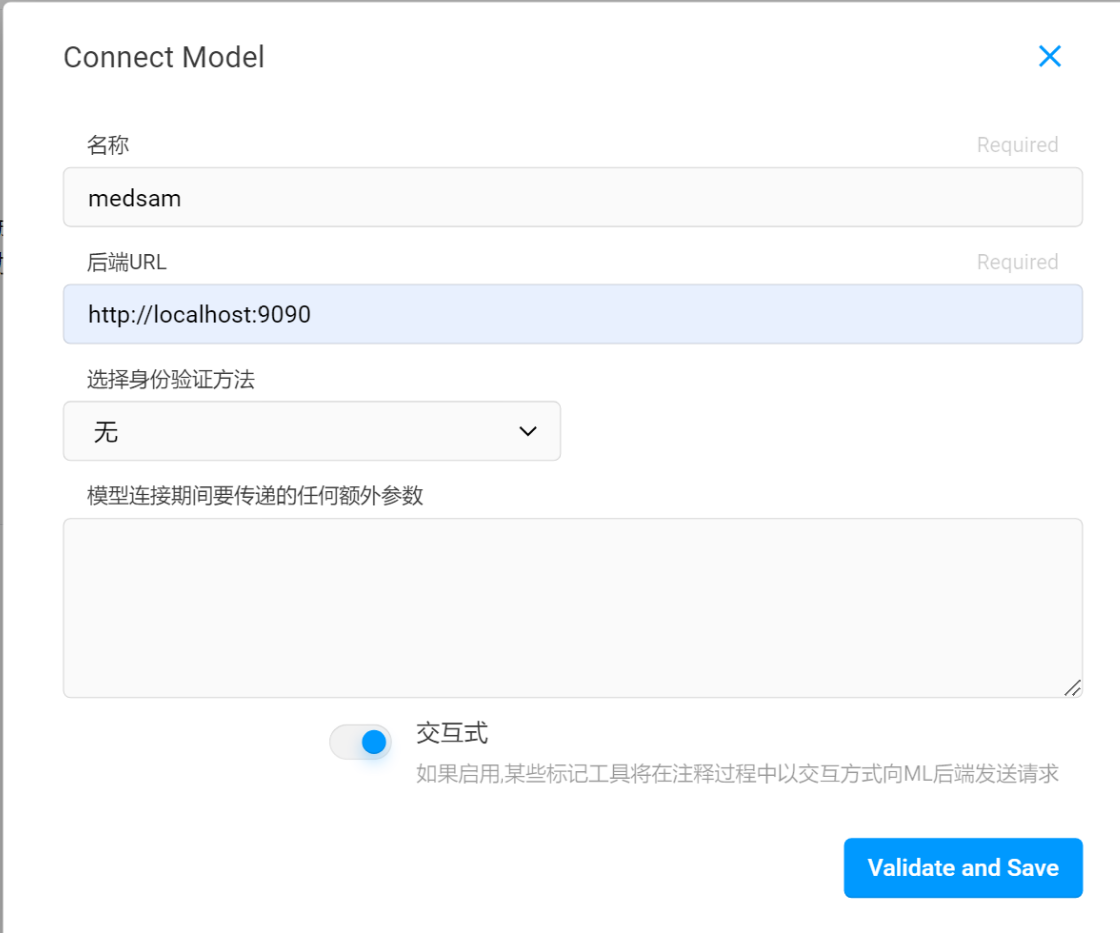 Connect Model
名称 Required
medsam
后端URL Required
http://localhost:9090
选择身份验证方法
无
模型连接期间要传递的任何额外参数
交互式
如果启用,某些标记工具将在注释过程中以交互方式向ML后端发送请求
Validate and Save